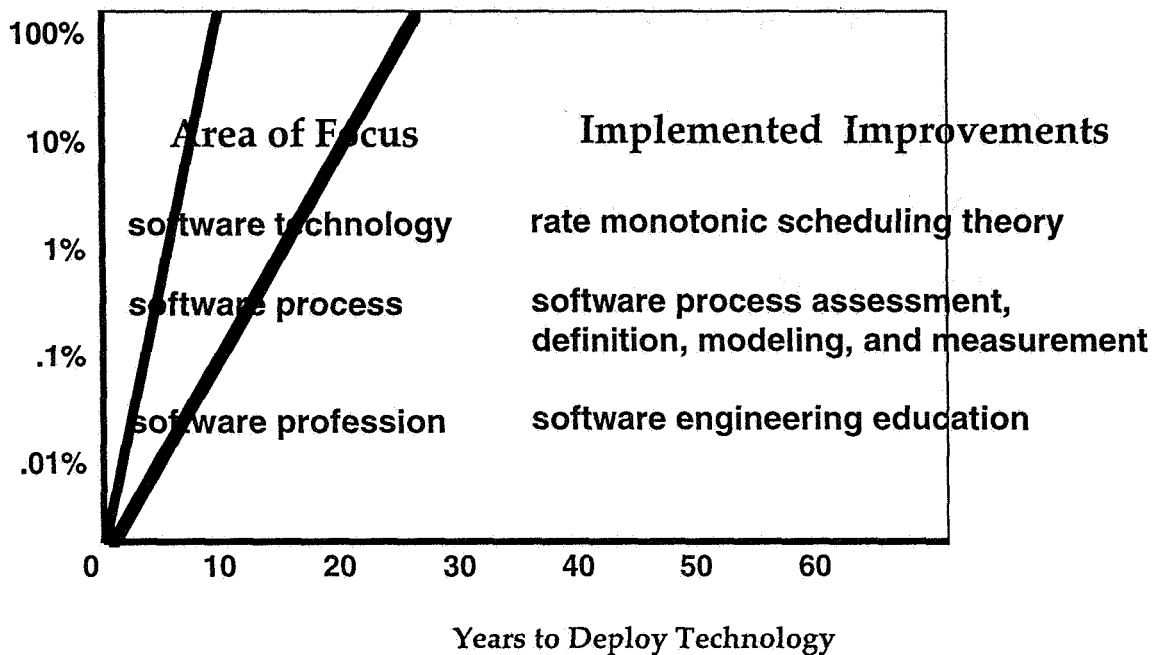 100%
10%
1%
.1%
.01%
Area of Focus
Implemented Improvements
software technology
rate monotonic scheduling theory
software process
software process assessment,
definition, modeling, and measurement
software profession
software engineering education
0 10 20 30 40 50 60
Years to Deploy Technology